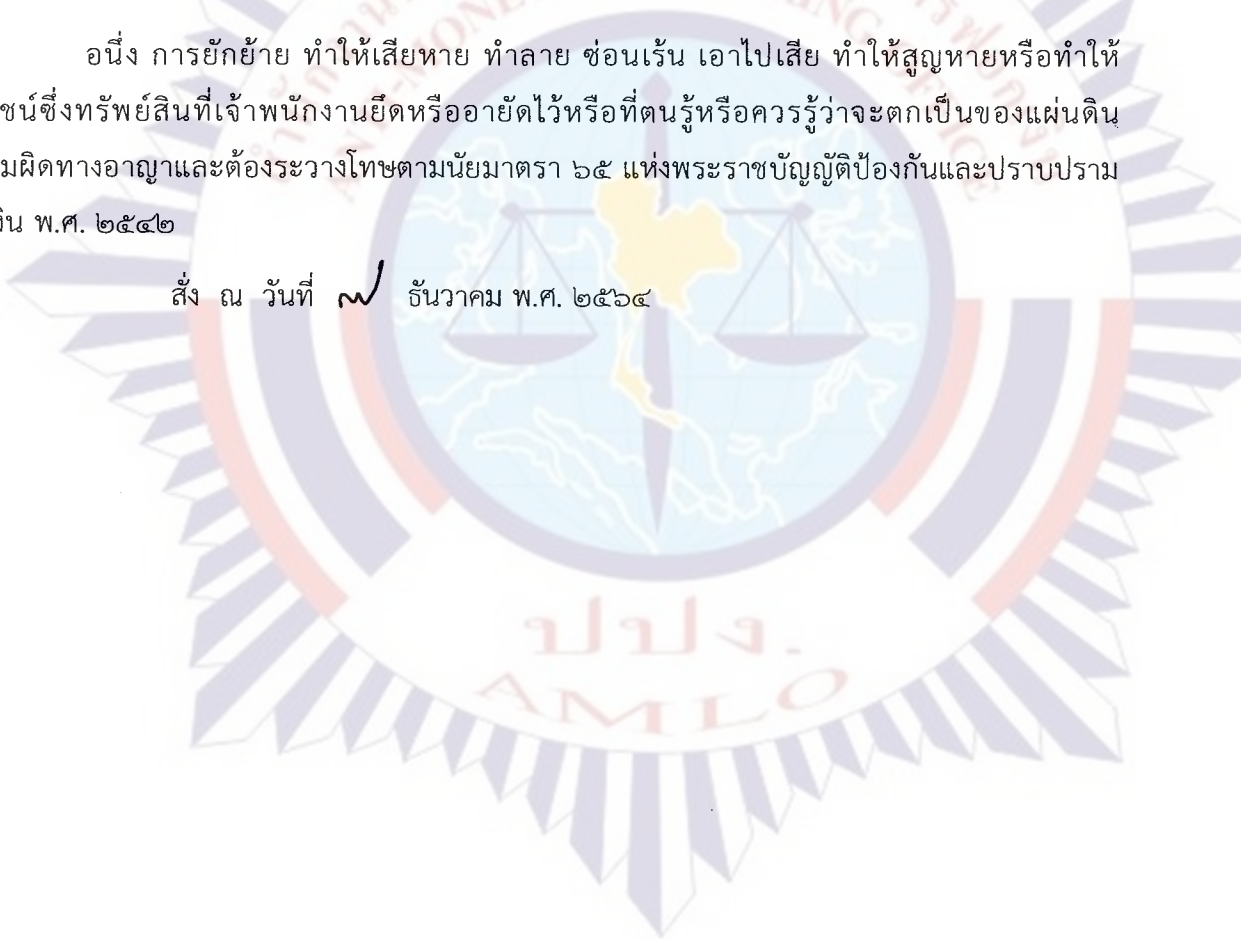 อนึ่ง การยักย้าย ทำให้เสียหาย ทำลาย ซ่อนเร้น เอาไปเสีย ทำให้สูญหายหรือทำให้
ชน์ซึ่งทรัพย์สินที่เจ้าพนักงานยึดหรืออายัดไว้หรือที่ตนรู้หรือควรรู้ว่าจะตกเป็นของแผ่นดิน
มผิดทางอาญาและต้องระวางโทษตามนัยมาตรา ๖๕ แห่งพระราชบัญญัติป้องกันและปราบปราม
งิน พ.ศ. ๒๕๔๒
สั่ง ณ วันที่ ๗ ธันวาคม พ.ศ. ๒๕๖๔
ปปง.
AMLO